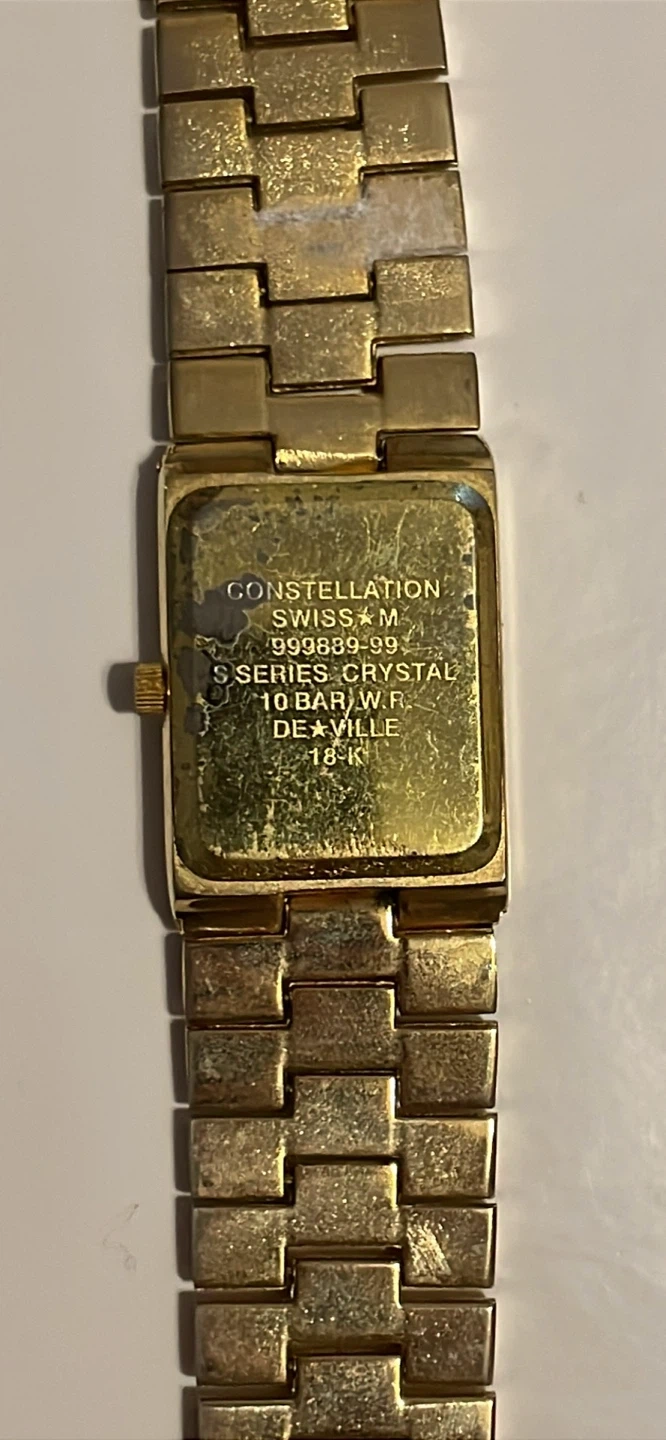 CONSTELLATION
SWISS★M
999889-99
S.SERIES CRYSTAL
10 BAR W.R.
DE★VILLE
18-K